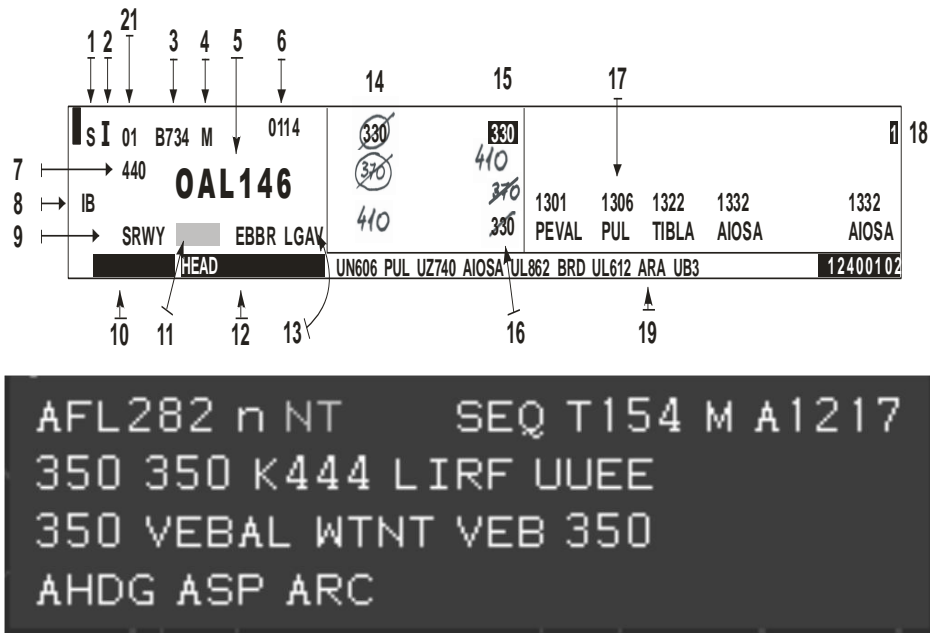 21
1 2 3 4 5 6
14 15 17
S I 01 B734 M 0114
330 330 1 18
7 440 370 410
OAL146
370
8 IB 1301 1306 1322 1332 1332
9 SRWY EBBR LGAV 410 330 PEVAL PUL TIBLA AIOSA AIOSA
HEAD UN606 PUL UZ740 AIOSA UL862 BRD UL612 ARA UB3 12400102
10 11 12 13 16 19
AFL282 n NT SEQ T154 M A1217
350 350 K444 LIRF UUEE
350 VEBAL WTNT VEB 350
AHDG ASP ARC